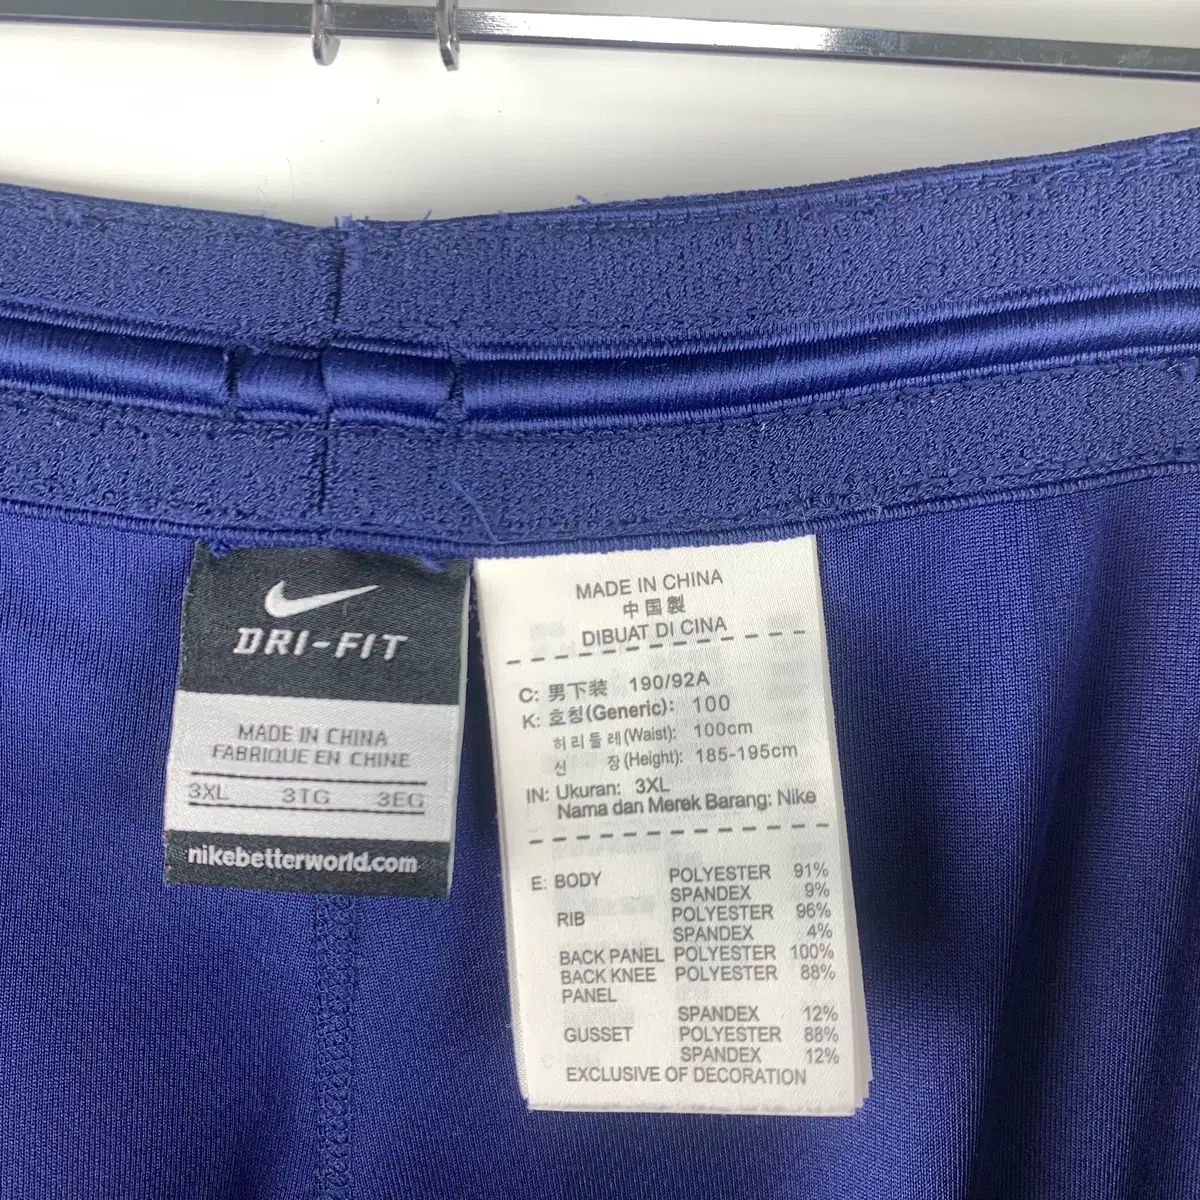 DRI-FIT
MADE IN CHINA
FABRIQUE EN CHINE
3XL 3TG 3EG
nikebetterworld.com
MADE IN CHINA
中国製
DIBUAT DI CINA
C: 男下装 190/92A
K: 호칭(Generic): 100
허리둘레(Waist): 100cm
신 장(Height): 185-195cm
IN: Ukuran: 3XL
Nama dan Merek Barang: Nike
E: BODY POLYESTER 91%
SPANDEX 9%
RIB POLYESTER 96%
SPANDEX 4%
BACK PANEL POLYESTER 100%
BACK KNEE POLYESTER 88%
PANEL
SPANDEX 12%
GUSSET POLYESTER 88%
SPANDEX 12%
EXCLUSIVE OF DECORATION